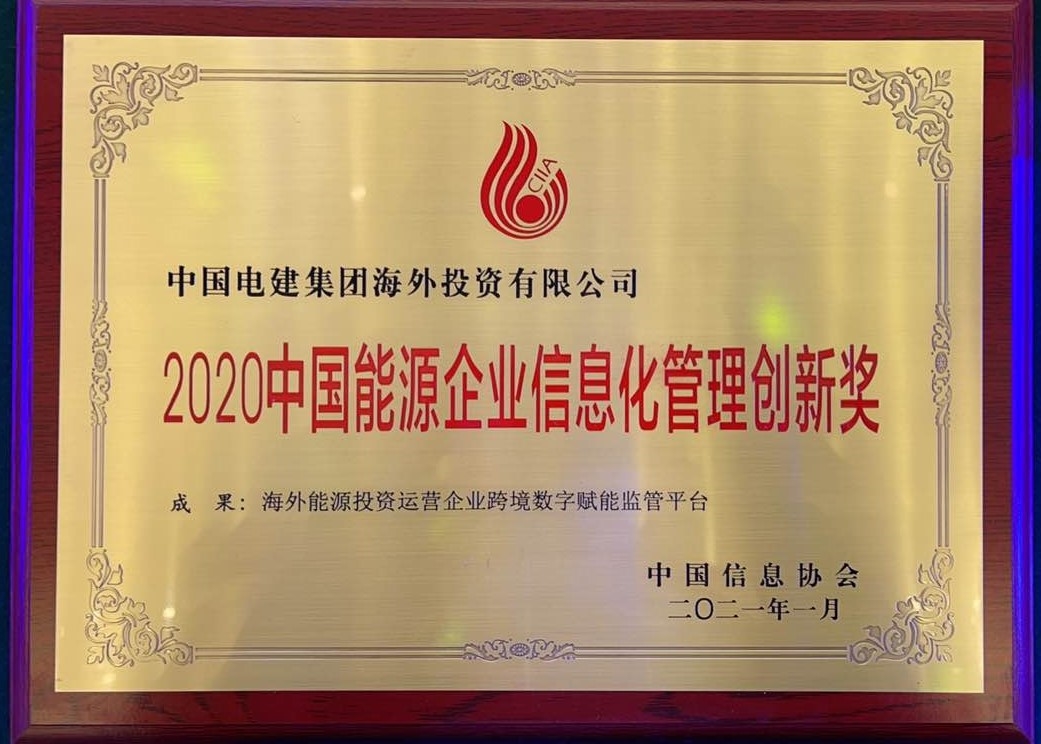 CIIA
中国电建集团海外投资有限公司
2020中国能源企业信息化管理创新奖
成 果：海外能源投资运营企业跨境数字赋能监管平台
中国信息协会
二〇二一年一月